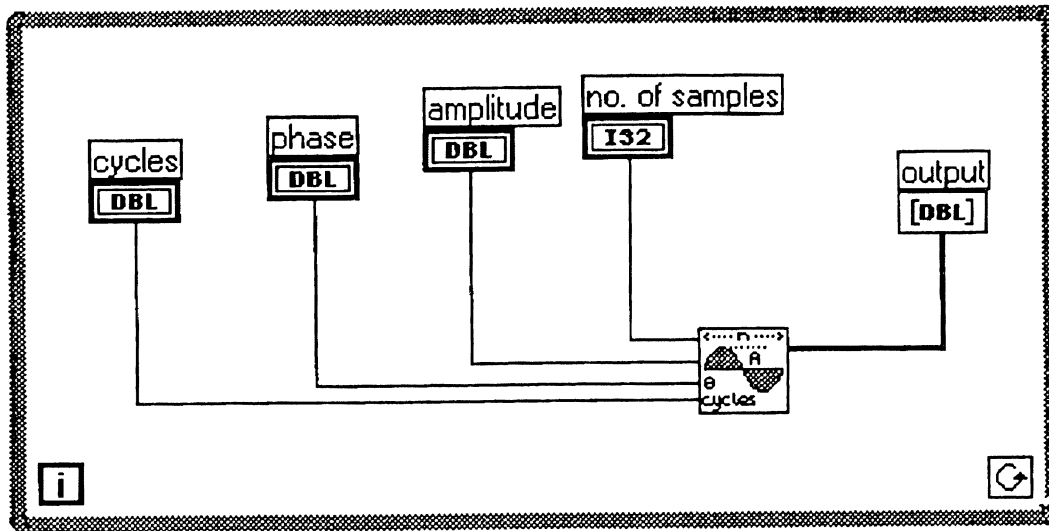 cycles
DBL
phase
DBL
amplitude
DBL
no. of samples
I32
output
[DBL]
n
A
θ
cycles
i